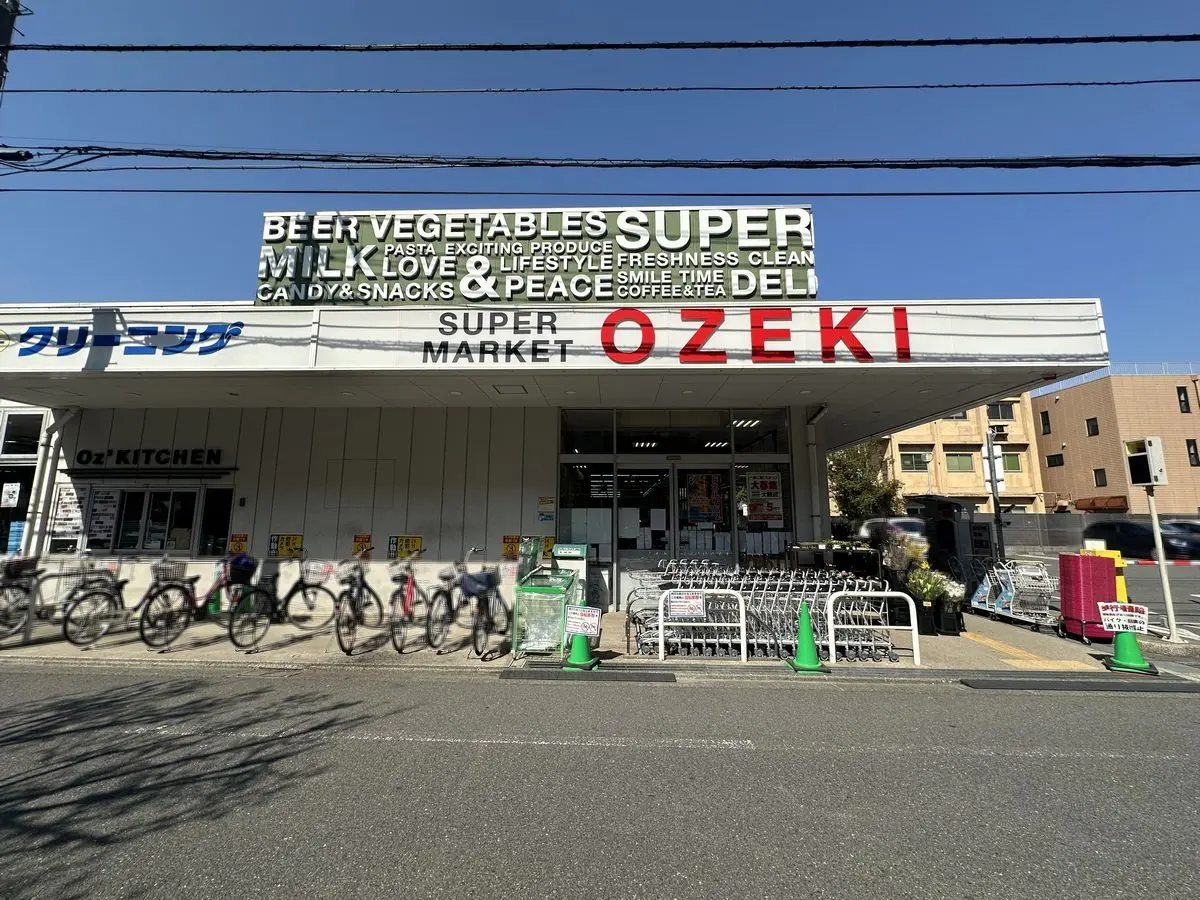 BEER VEGETABLES SUPER
MILK PASTA EXCITING PRODUCE
LOVE & LIFESTYLE FRESHNESS CLEAN
CANDY&SNACKS PEACE SMILE TIME
COFFEE&TEA DELI
クリーニング
SUPER
MARKET
OZEKI
Oz'KITCHEN